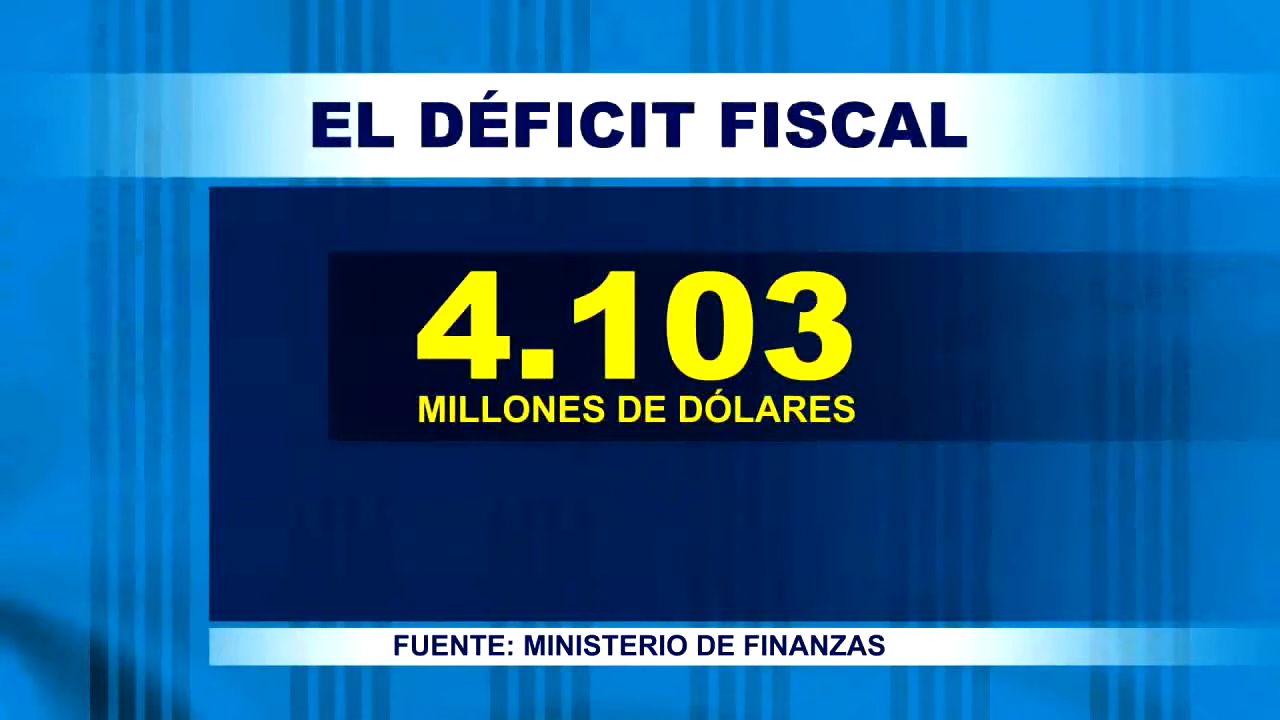 EL DÉFICIT FISCAL
4.103
MILLONES DE DÓLARES
FUENTE: MINISTERIO DE FINANZAS